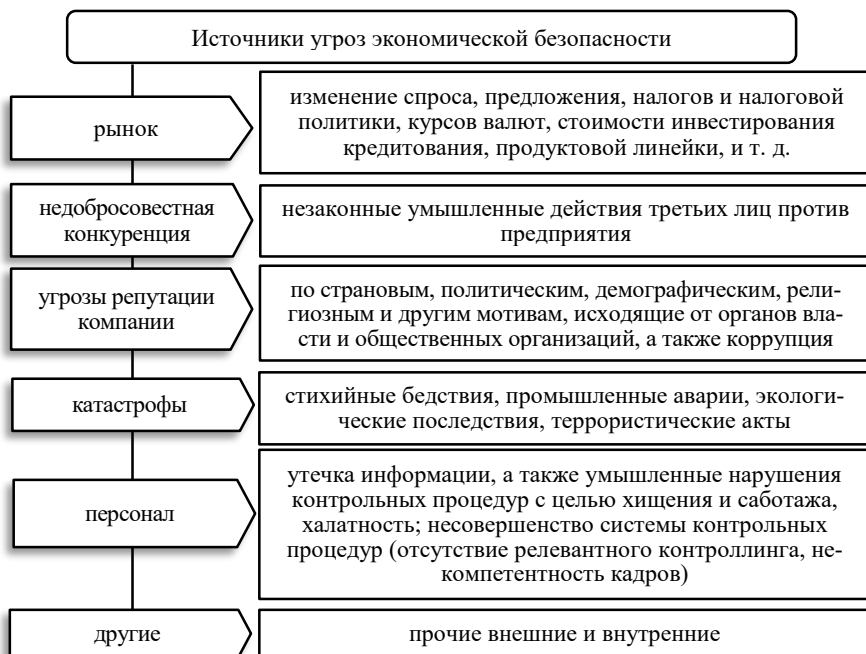 Источники угроз экономической безопасности
рынок
изменение спроса, предложения, налогов и налоговой
политики, курсов валют, стоимости инвестирования
кредитования, продуктовой линейки, и т. д.
недобросовестная
конкуренция
незаконные умышленные действия третьих лиц против
предприятия
угрозы репутации
компании
по страновым, политическим, демографическим, рели-
гиозным и другим мотивам, исходящие от органов вла-
сти и общественных организаций, а также коррупция
катастрофы
стихийные бедствия, промышленные аварии, экологи-
ческие последствия, террористические акты
персонал
утечка информации, а также умышленные нарушения
контрольных процедур с целью хищения и саботажа,
халатность; несовершенство системы контрольных
процедур (отсутствие релевантного контроллинга, не-
компетентность кадров)
другие
прочие внешние и внутренние